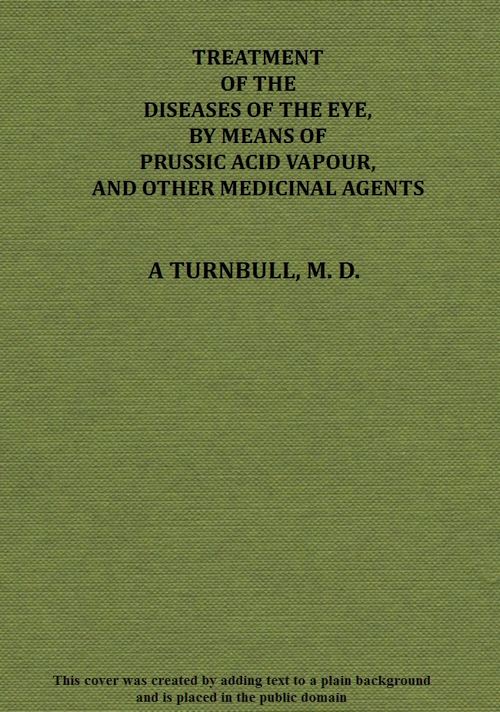 TREATMENT
OF THE
DISEASES OF THE EYE,
BY MEANS OF
PRUSSIC ACID VAPOUR,
AND OTHER MEDICINAL AGENTS
A TURNBULL, M. D.
This cover was created by adding text to a plain background
and is placed in the public domain